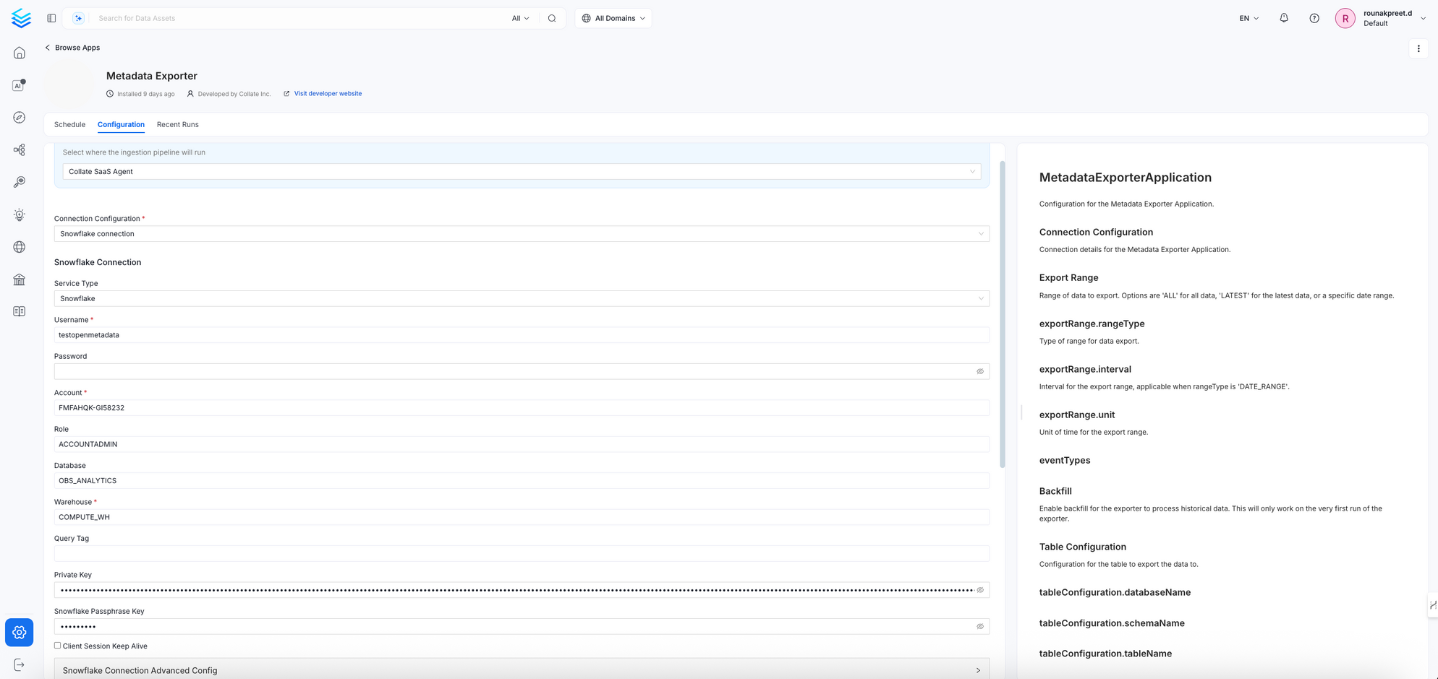 Search for Data Assets
All
All Domains
EN
R
rounakpreet.d
Default
AI
Browse Apps
Metadata Exporter
Installed 9 days ago
Developed by Collate Inc.
Visit developer website
Schedule
Configuration
Recent Runs
Select where the ingestion pipeline will run
Collate SaaS Agent
Connection Configuration *
Snowflake connection
Snowflake Connection
Service Type
Snowflake
Username *
testopenmetadata
Password
Account *
FMFAHQK-GI58232
Role
ACCOUNTADMIN
Database
OBS_ANALYTICS
Warehouse *
COMPUTE_WH
Query Tag
Private Key
Snowflake Passphrase Key
Client Session Keep Alive
Snowflake Connection Advanced Config
MetadataExporterApplication
Configuration for the Metadata Exporter Application.
Connection Configuration
Connection details for the Metadata Exporter Application.
Export Range
Range of data to export. Options are 'ALL' for all data, 'LATEST' for the latest data, or a specific date range.
exportRange.rangeType
Type of range for data export.
exportRange.interval
Interval for the export range, applicable when rangeType is 'DATE_RANGE'.
exportRange.unit
Unit of time for the export range.
eventTypes
Backfill
Enable backfill for the exporter to process historical data. This will only work on the very first run of the
exporter.
Table Configuration
Configuration for the table to export the data to.
tableConfiguration.databaseName
tableConfiguration.schemaName
tableConfiguration.tableName